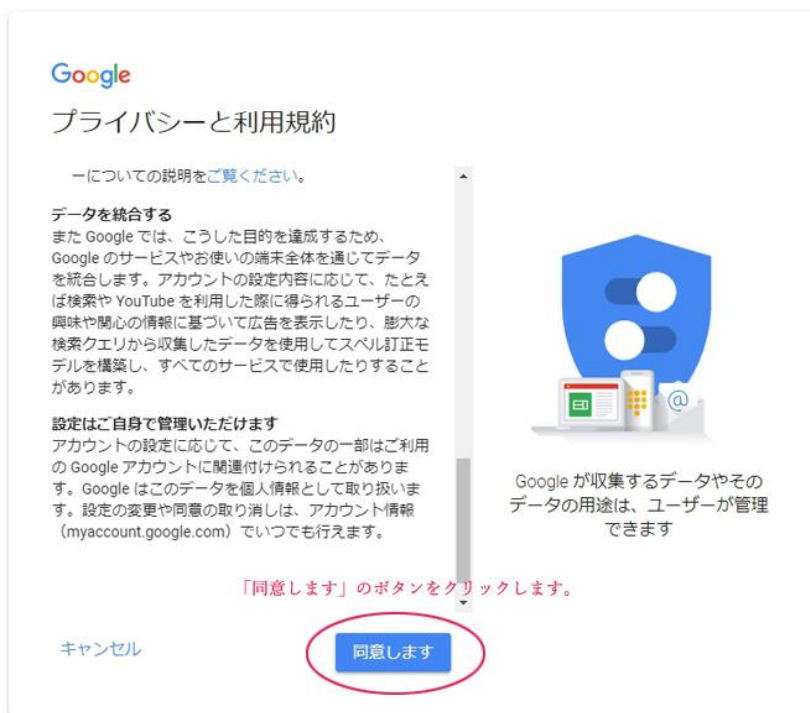 Google
プライバシーと利用規約
ーについての説明をご覧ください。
データを統合する
また Google では、こうした目的を達成するため、
Google のサービスやお使いの端末全体を通じてデータ
を統合します。アカウントの設定内容に応じて、たとえ
ば検索や YouTube を利用した際に得られるユーザーの
興味や関心の情報に基づいて広告を表示したり、膨大な
検索クエリから収集したデータを使用してスペル訂正モ
デルを構築し、すべてのサービスで使用したりすること
があります。
設定はご自身で管理いただけます
アカウントの設定に応じて、このデータの一部はご利用
の Google アカウントに関連付けられることがありま
す。Google はこのデータを個人情報として取り扱いま
す。設定の変更や同意の取り消しは、アカウント情報
（myaccount.google.com）でいつでも行えます。
@
Google が収集するデータやその
データの用途は、ユーザーが管理
できます
「同意します」のボタンをクリックします。
キャンセル
同意します